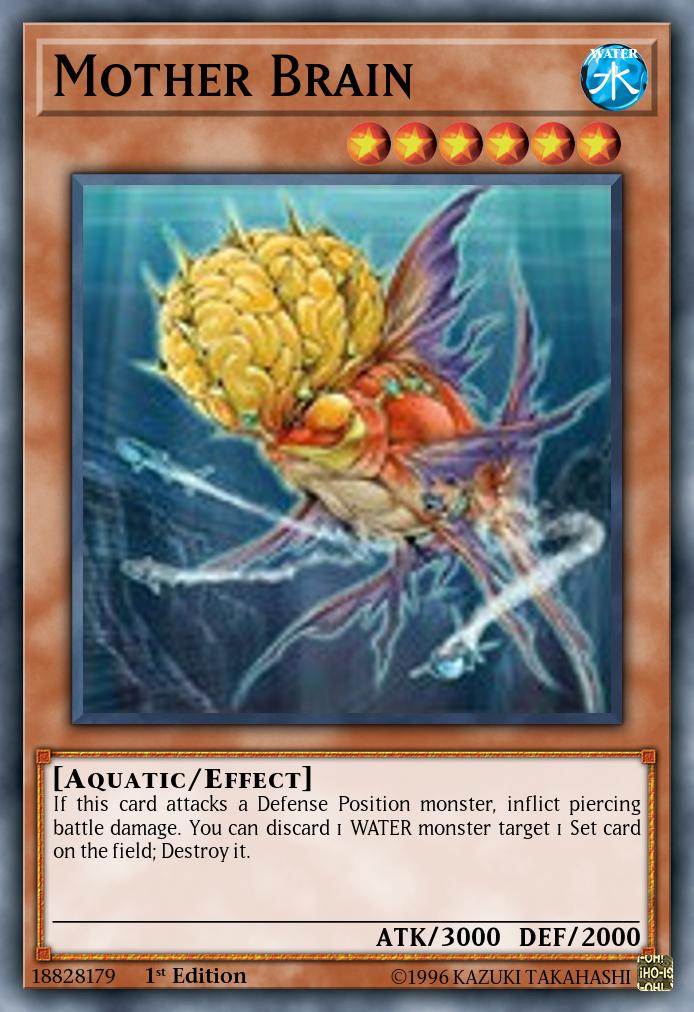 Mother Brain
WATER
水
[Aquatic/Effect]
If this card attacks a Defense Position monster, inflict piercing
battle damage. You can discard 1 WATER monster target 1 Set card
on the field; Destroy it.
ATK/3000 DEF/2000
18828179 1st Edition ©1996 KAZUKI TAKAHASHI